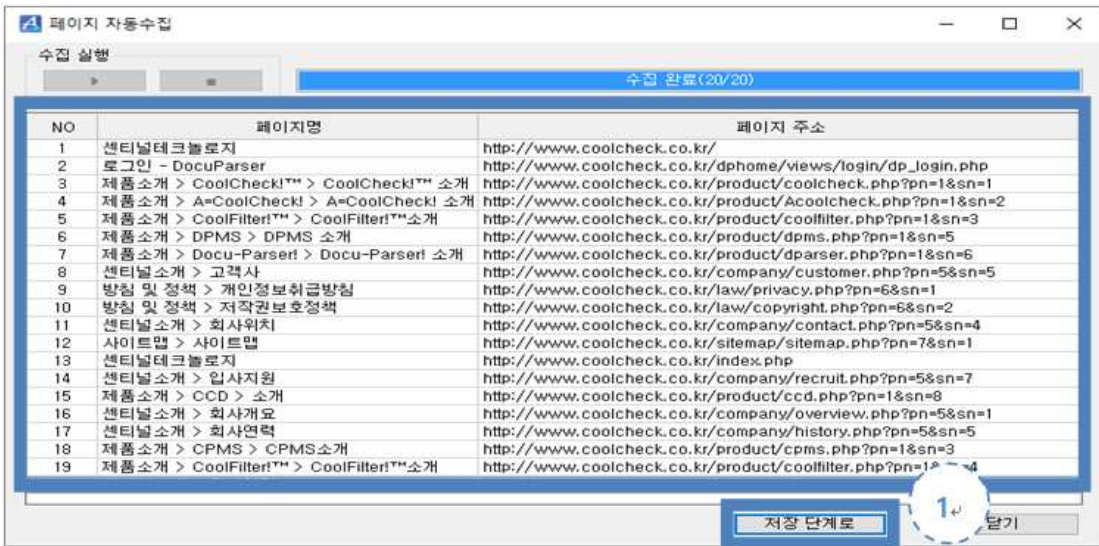 페이지 자동수집
수집 실행
수집 완료(20/20)
NO 페이지명 페이지 주소
1 센티널테크놀로지 http://www.coolcheck.co.kr/
2 로그인 - DocuParser http://www.coolcheck.co.kr/dphome/views/login/dp_login.php
3 제품소개 > CoolCheck!™ > CoolCheck!™ 소개 http://www.coolcheck.co.kr/product/coolcheck.php?pn=1&sn=1
4 제품소개 > A=CoolCheck! > A=CoolCheck! 소개 http://www.coolcheck.co.kr/product/Acoolcheck.php?pn=1&sn=2
5 제품소개 > CoolFilter!™ > CoolFilter!™소개 http://www.coolcheck.co.kr/product/coolfilter.php?pn=1&sn=3
6 제품소개 > DPMS > DPMS 소개 http://www.coolcheck.co.kr/product/dpms.php?pn=1&sn=5
7 제품소개 > Docu-Parser! > Docu-Parser! 소개 http://www.coolcheck.co.kr/product/dparser.php?pn=1&sn=6
8 센티널소개 > 고객사 http://www.coolcheck.co.kr/company/customer.php?pn=5&sn=5
9 방침 및 정책 > 개인정보취급방침 http://www.coolcheck.co.kr/law/privacy.php?pn=6&sn=1
10 방침 및 정책 > 저작권보호정책 http://www.coolcheck.co.kr/law/copyright.php?pn=6&sn=2
11 센티널소개 > 회사위치 http://www.coolcheck.co.kr/company/contact.php?pn=5&sn=4
12 사이트맵 > 사이트맵 http://www.coolcheck.co.kr/sitemap/sitemap.php?pn=7&sn=1
13 센티널테크놀로지 http://www.coolcheck.co.kr/index.php
14 센티널소개 > 입사지원 http://www.coolcheck.co.kr/company/recruit.php?pn=5&sn=7
15 제품소개 > CCD > 소개 http://www.coolcheck.co.kr/product/ccd.php?pn=1&sn=8
16 센티널소개 > 회사개요 http://www.coolcheck.co.kr/company/overview.php?pn=5&sn=1
17 센티널소개 > 회사연력 http://www.coolcheck.co.kr/company/history.php?pn=5&sn=5
18 제품소개 > CPMS > CPMS소개 http://www.coolcheck.co.kr/product/cpms.php?pn=1&sn=3
19 제품소개 > CoolFilter!™ > CoolFilter!™소개 http://www.coolcheck.co.kr/product/coolfilter.php?pn=1
저장 단계로 1 닫기